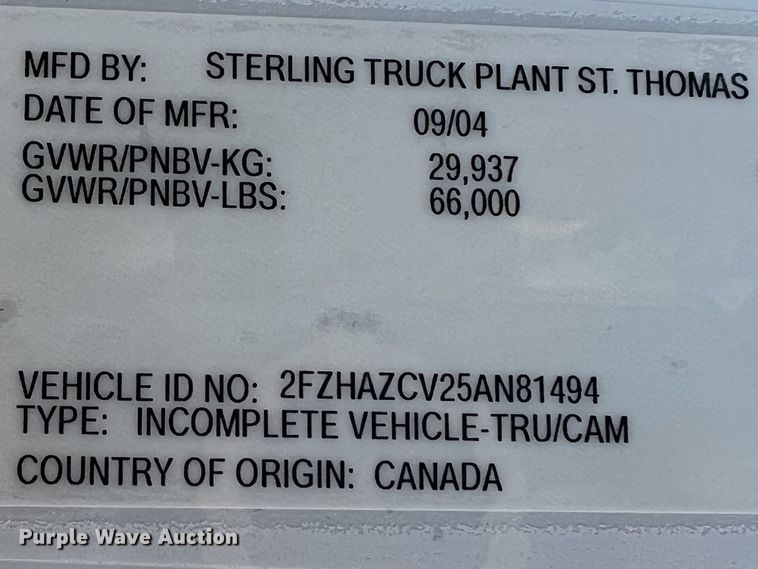 MFD BY: STERLING TRUCK PLANT ST. THOMAS
DATE OF MFR: 09/04
GVWR/PNBV-KG: 29,937
GVWR/PNBV-LBS: 66,000
VEHICLE ID NO: 2FZHAZCV25AN81494
TYPE: INCOMPLETE VEHICLE-TRU/CAM
COUNTRY OF ORIGIN: CANADA
Purple Wave Auction